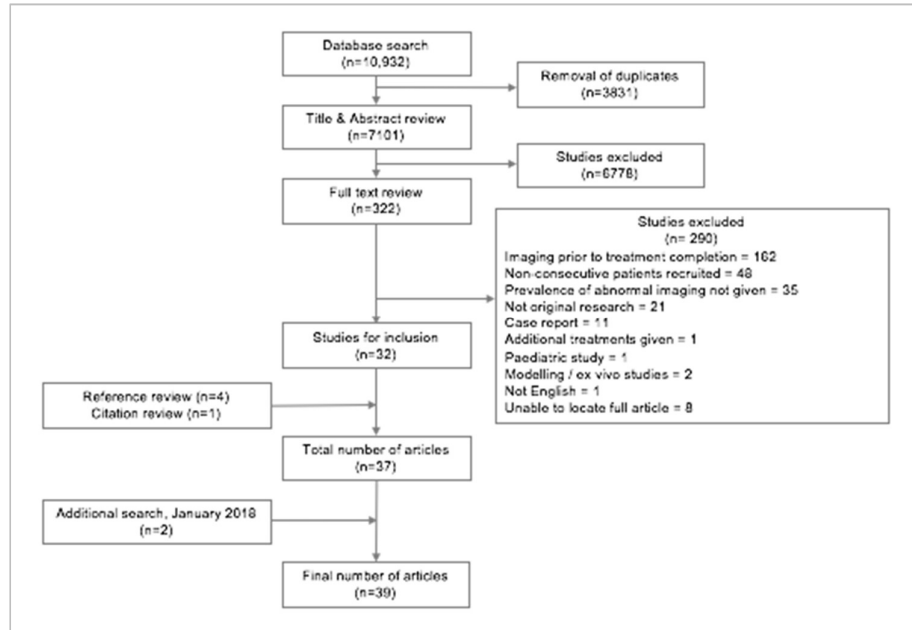 Database search
(n=10,932)
Removal of duplicates
(n=3831)
Title & Abstract review
(n=7101)
Studies excluded
(n=6778)
Full text review
(n=322)
Studies excluded
(n= 290)
Imaging prior to treatment completion = 162
Non-consecutive patients recruited = 48
Prevalence of abnormal imaging not given = 35
Not original research = 21
Case report = 11
Additional treatments given = 1
Paediatric study = 1
Modelling / ex vivo studies = 2
Not English = 1
Unable to locate full article = 8
Studies for inclusion
(n=32)
Reference review (n=4)
Citation review (n=1)
Total number of articles
(n=37)
Additional search, January 2018
(n=2)
Final number of articles
(n=39)